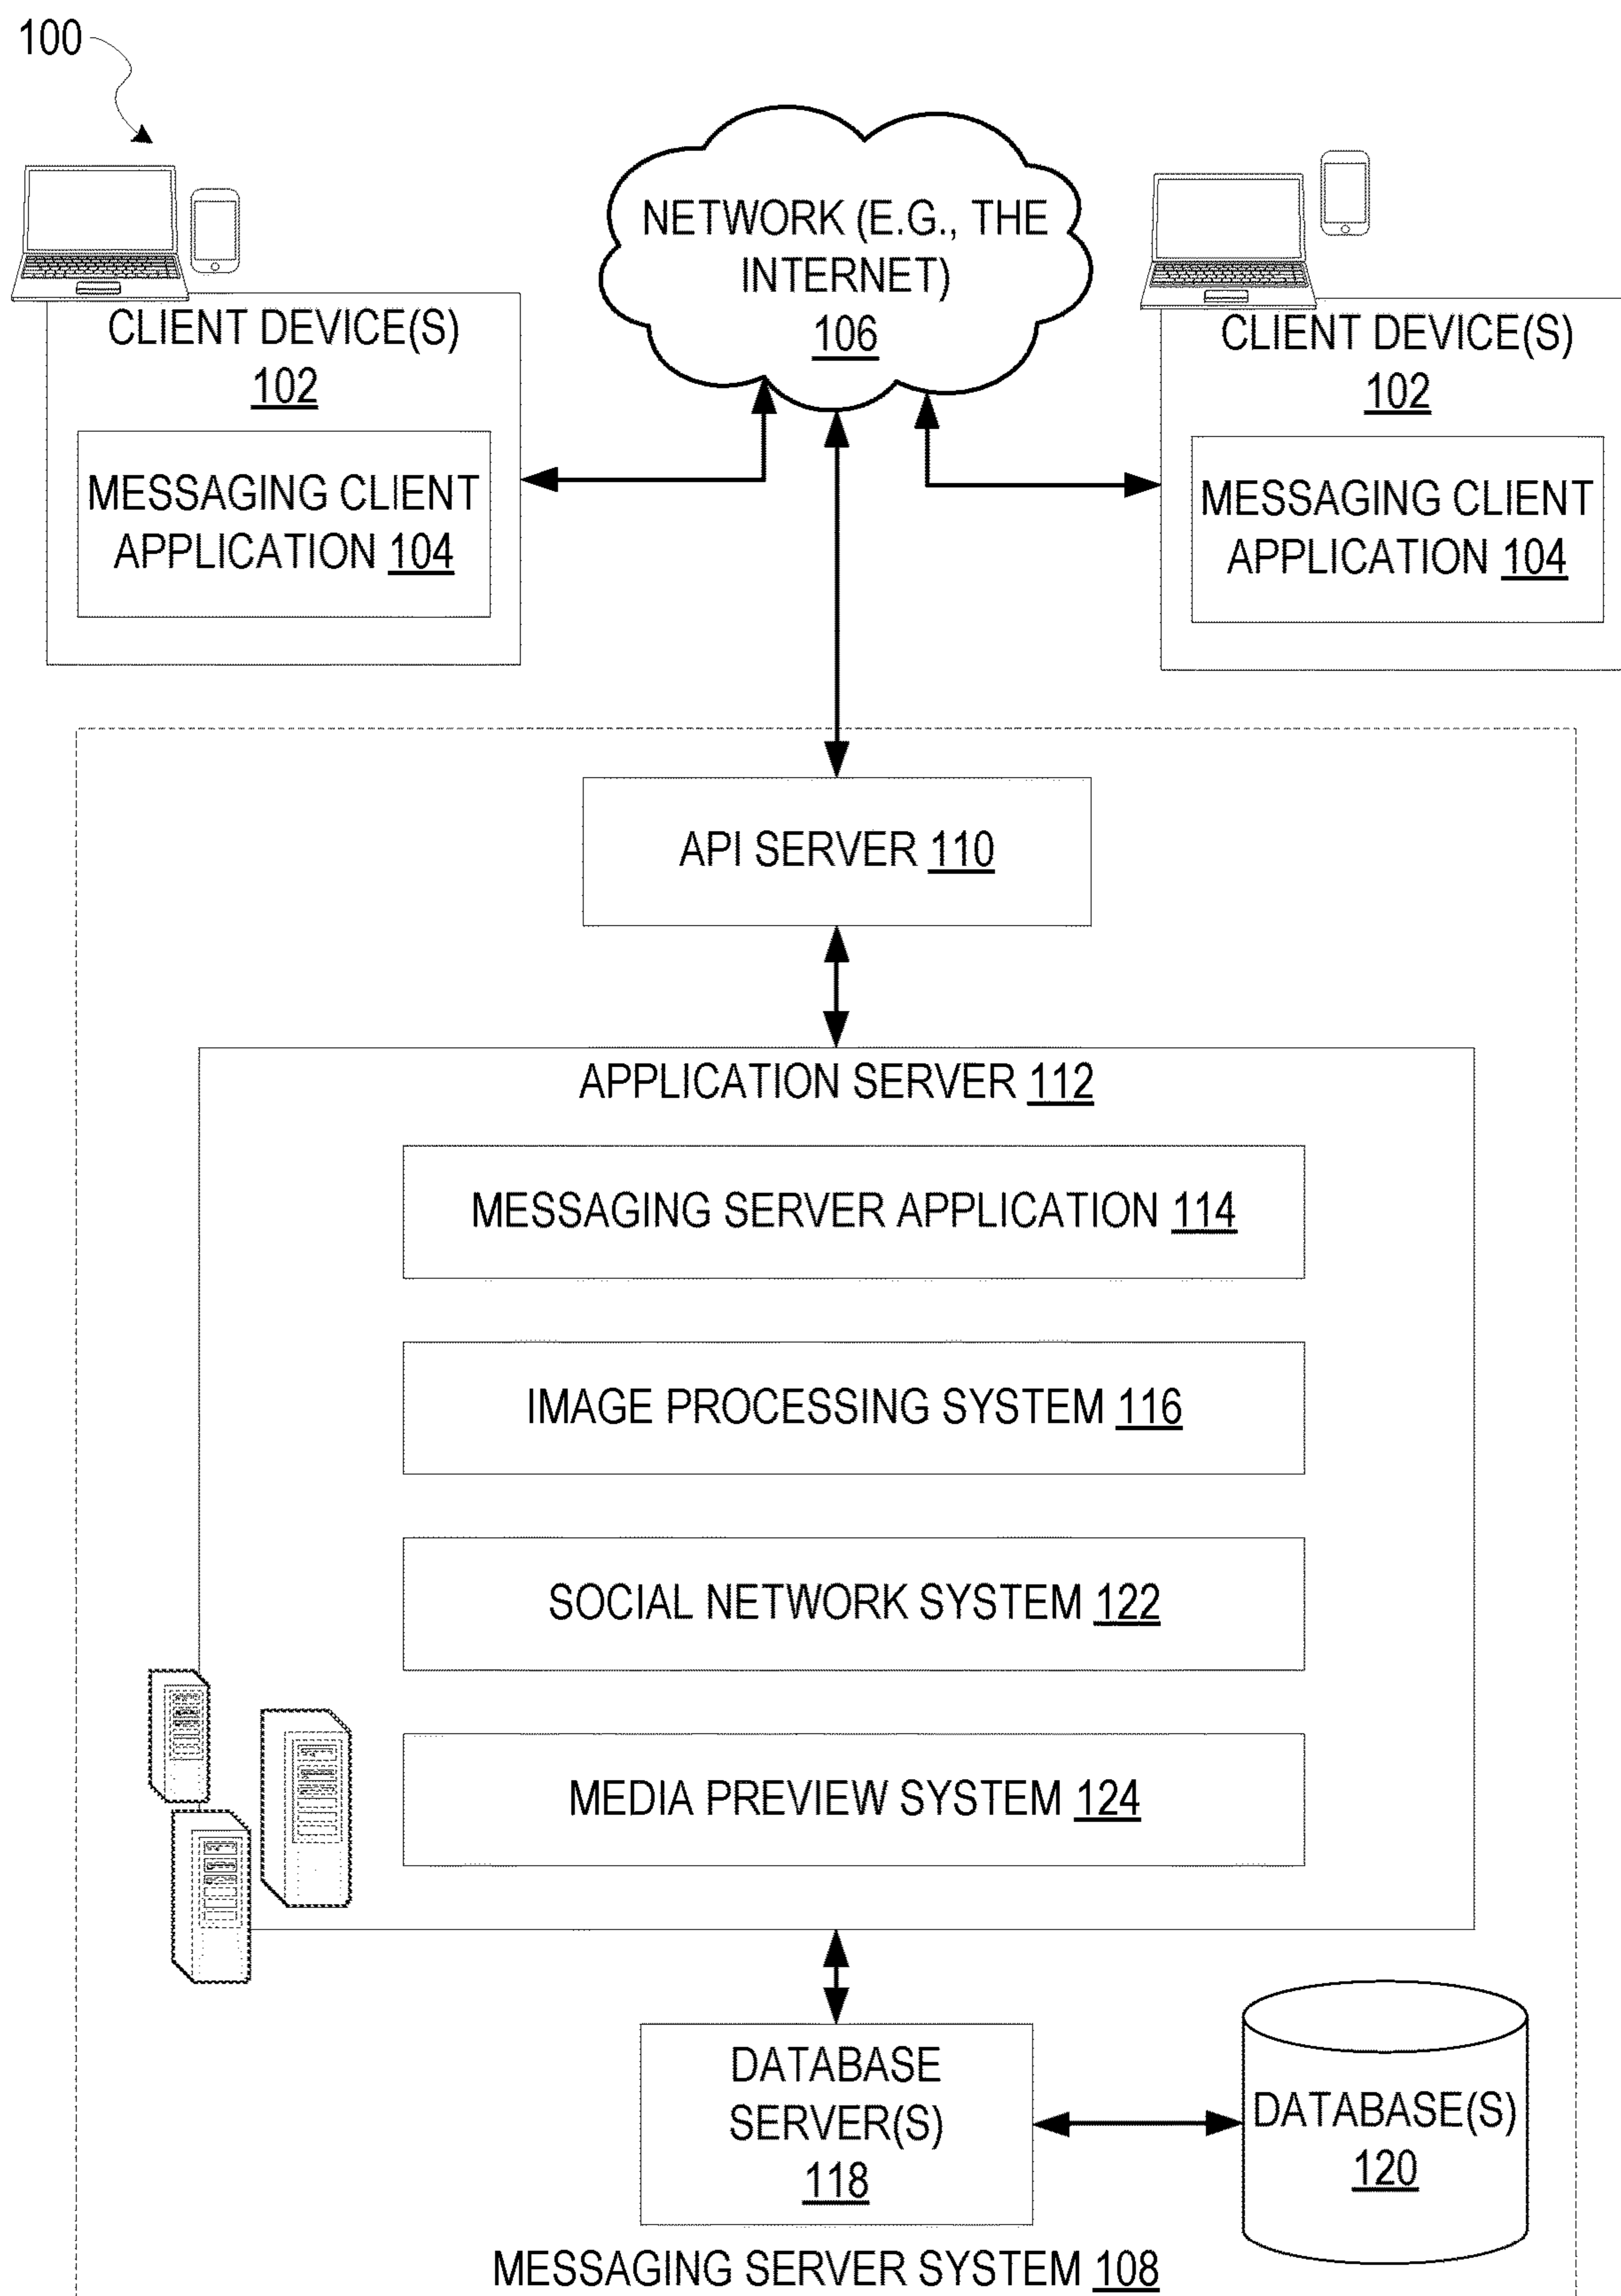 100
NETWORK (E.G., THE
INTERNET)
106
CLIENT DEVICE(S)
102
MESSAGING CLIENT
APPLICATION 104
CLIENT DEVICE(S)
102
MESSAGING CLIENT
APPLICATION 104
API SERVER 110
APPLICATION SERVER 112
MESSAGING SERVER APPLICATION 114
IMAGE PROCESSING SYSTEM 116
SOCIAL NETWORK SYSTEM 122
MEDIA PREVIEW SYSTEM 124
DATABASE
SERVER(S)
118
DATABASE(S)
120
MESSAGING SERVER SYSTEM 108